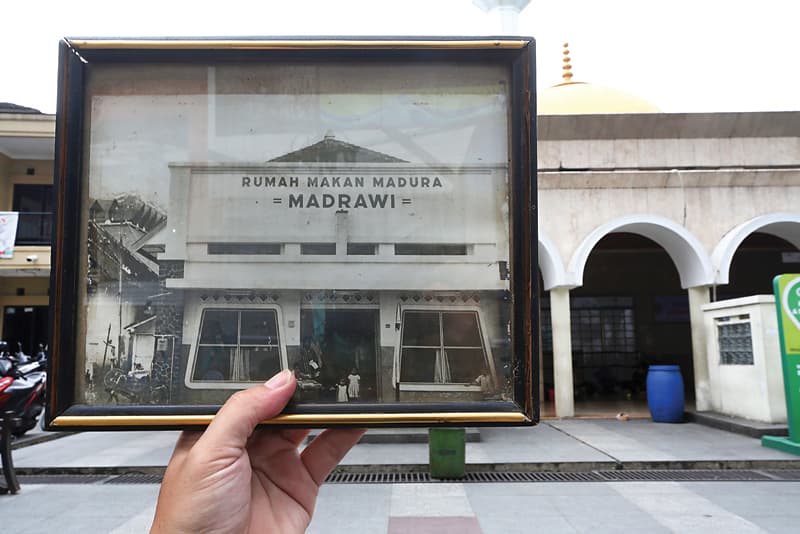 RUMAH MAKAN MADURA
= MADRAWI =